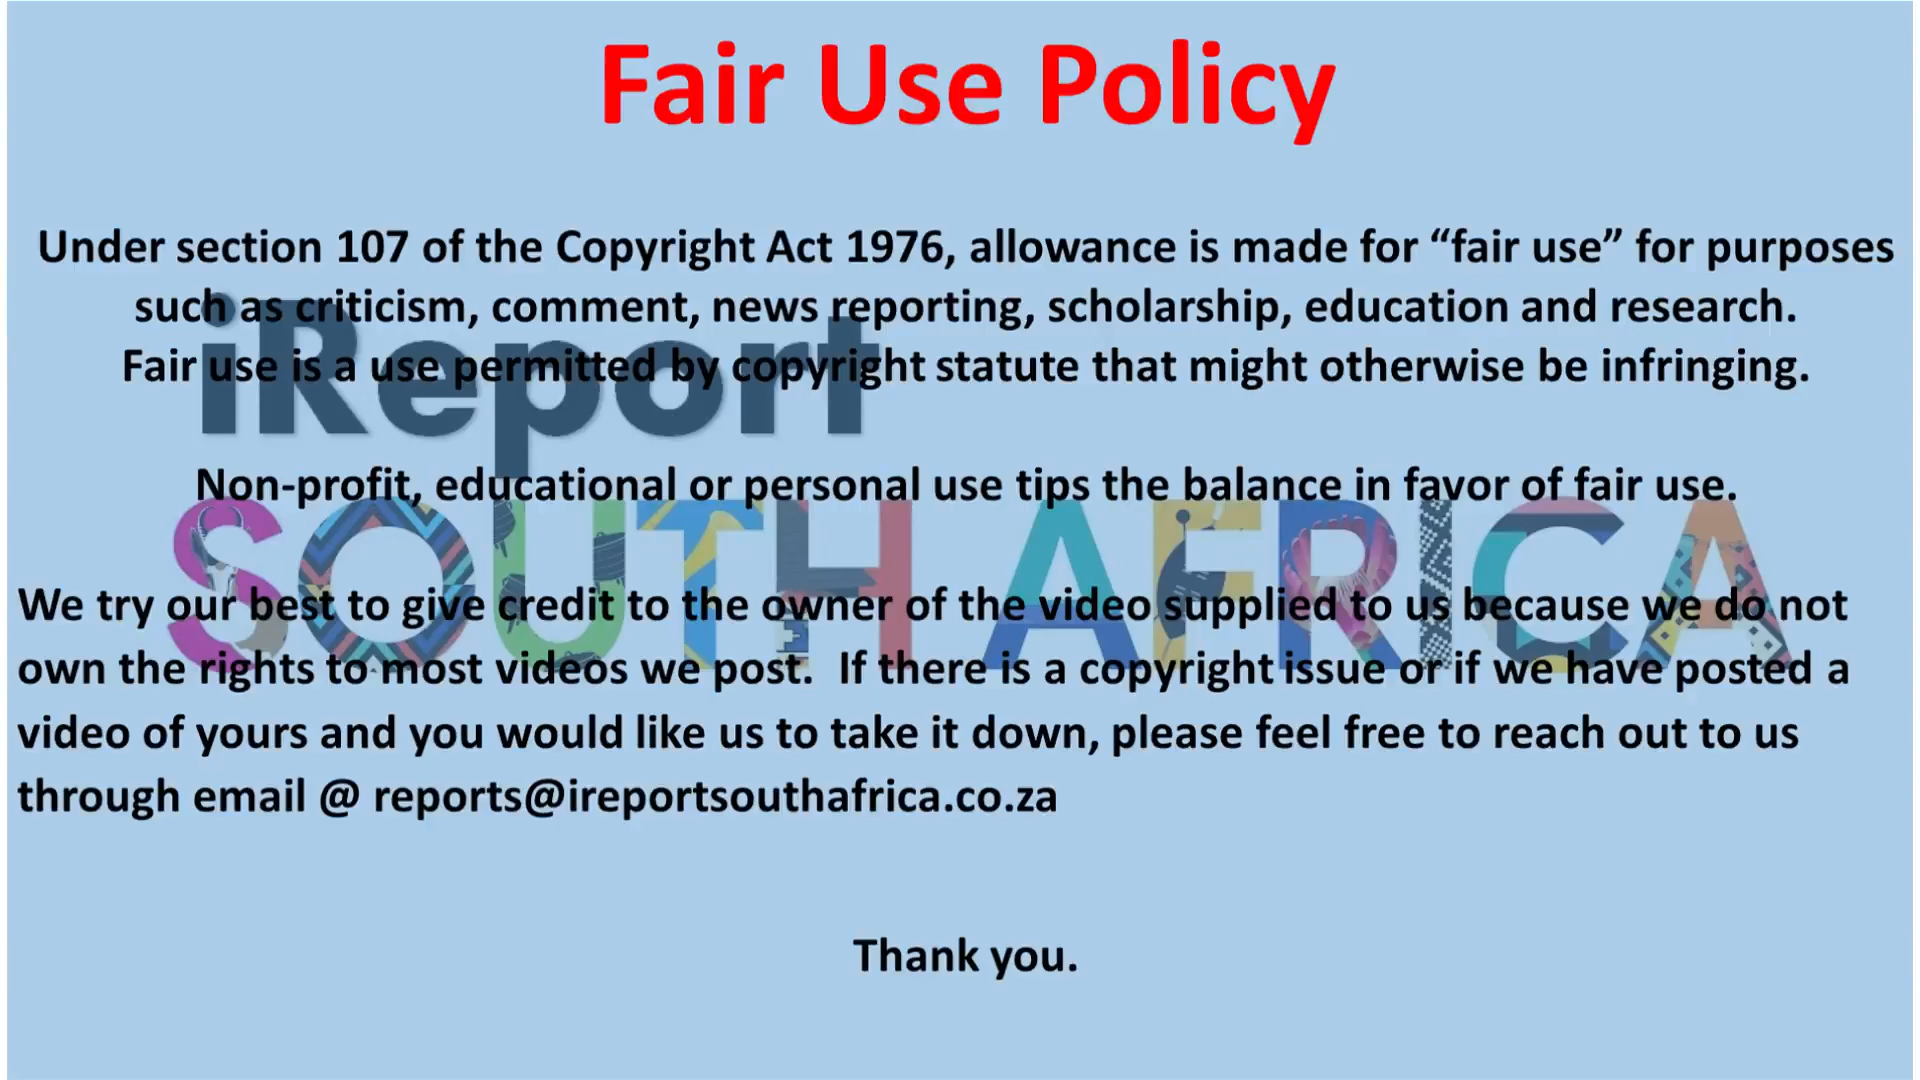 Fair Use Policy
Under section 107 of the Copyright Act 1976, allowance is made for “fair use” for purposes
such as criticism, comment, news reporting, scholarship, education and research.
Fair use is a use permitted by copyright statute that might otherwise be infringing.
iReport
Non-profit, educational or personal use tips the balance in favor of fair use.
SOUTH AFRICA
We try our best to give credit to the owner of the video supplied to us because we do not
own the rights to most videos we post.  If there is a copyright issue or if we have posted a
video of yours and you would like us to take it down, please feel free to reach out to us
through email @ reports@ireportsouthafrica.co.za
Thank you.